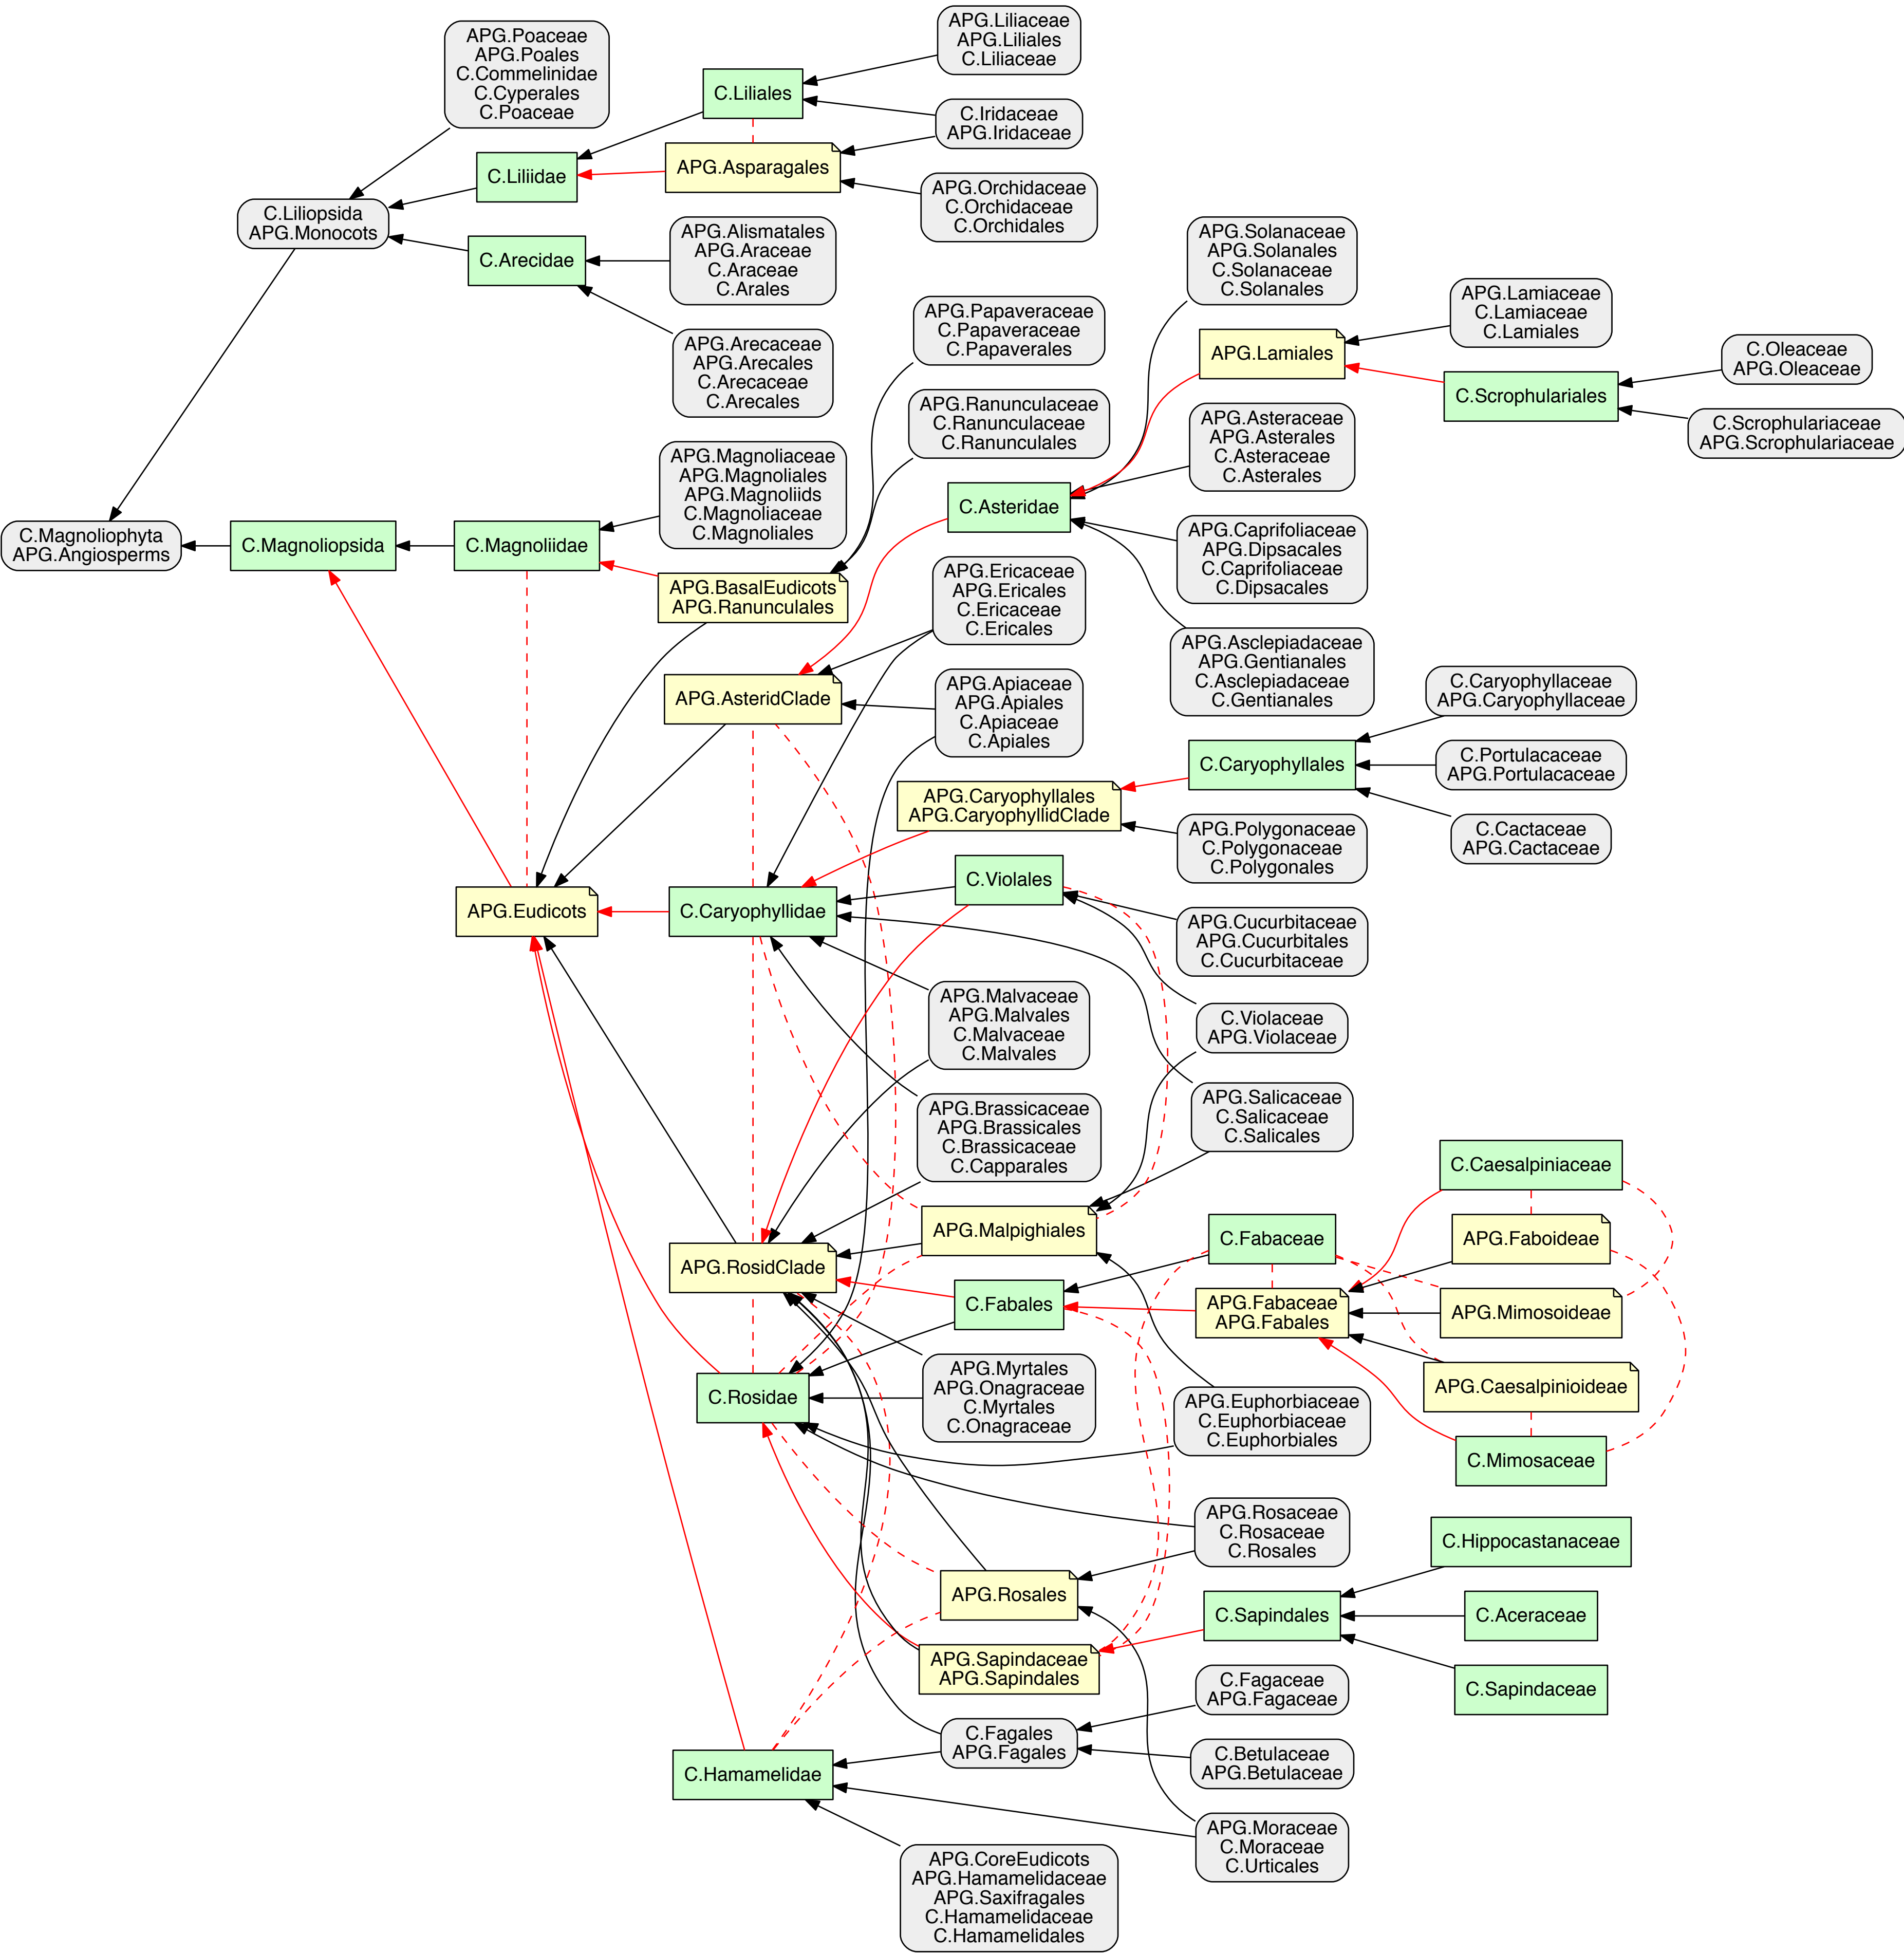 APG.Poaceae
APG.Poales
C.Commelinidae
C.Cyperales
C.Poaceae
C.Liliales
APG.Liliaceae
APG.Liliales
C.Liliaceae
C.Iridaceae
APG.Iridaceae
C.Liliidae
APG.Asparagales
APG.Orchidaceae
C.Orchidaceae
C.Orchidales
C.Liliopsida
APG.Monocots
C.Arecidae
APG.Alismatales
APG.Araceae
C.Araceae
C.Arales
APG.Arecaceae
APG.Arecales
C.Arecaceae
C.Arecales
APG.Solanaceae
APG.Solanales
C.Solanaceae
C.Solanales
APG.Papaveraceae
C.Papaveraceae
C.Papaverales
APG.Lamiales
APG.Lamiaceae
C.Lamiaceae
C.Lamiales
C.Scrophulariales
C.Oleaceae
APG.Oleaceae
C.Scrophulariaceae
APG.Scrophulariaceae
APG.Ranunculaceae
C.Ranunculaceae
C.Ranunculales
APG.Asteraceae
APG.Asterales
C.Asteraceae
C.Asterales
APG.Magnoliaceae
APG.Magnoliales
APG.Magnoliids
C.Magnoliaceae
C.Magnoliales
C.Asteridae
C.Magnoliophyta
APG.Angiosperms
C.Magnoliopsida
C.Magnoliidae
APG.BasalEudicots
APG.Ranunculales
APG.Caprifoliaceae
APG.Dipsacales
C.Caprifoliaceae
C.Dipsacales
APG.Ericaceae
APG.Ericales
C.Ericaceae
C.Ericales
APG.Asclepiadaceae
APG.Gentianales
C.Asclepiadaceae
C.Gentianales
APG.AsteridClade
APG.Apiaceae
APG.Apiales
C.Apiaceae
C.Apiales
C.Caryophyllaceae
APG.Caryophyllaceae
C.Caryophyllales
C.Portulacaceae
APG.Portulacaceae
APG.Caryophyllales
APG.CaryophyllidClade
APG.Polygonaceae
C.Polygonaceae
C.Polygonales
C.Cactaceae
APG.Cactaceae
APG.Eudicots
C.Caryophyllidae
C.Violales
APG.Cucurbitaceae
APG.Cucurbitales
C.Cucurbitaceae
APG.Malvaceae
APG.Malvales
C.Malvaceae
C.Malvales
C.Violaceae
APG.Violaceae
APG.Brassicaceae
APG.Brassicales
C.Brassicaceae
C.Capparales
APG.Salicaceae
C.Salicaceae
C.Salicales
C.Caesalpiniaceae
APG.RosidClade
APG.Malpighiales
C.Fabaceae
APG.Faboideae
C.Fabales
APG.Fabaceae
APG.Fabales
APG.Mimosoideae
C.Rosidae
APG.Myrtales
APG.Onagraceae
C.Myrtales
C.Onagraceae
APG.Euphorbiaceae
C.Euphorbiaceae
C.Euphorbiales
APG.Caesalpinioideae
C.Mimosaceae
APG.Rosaceae
C.Rosaceae
C.Rosales
C.Hippocastanaceae
APG.Rosales
C.Sapindales
C.Aceraceae
APG.Sapindaceae
APG.Sapindales
C.Sapindaceae
C.Fagaceae
APG.Fagaceae
C.Fagales
APG.Fagales
C.Betulaceae
APG.Betulaceae
C.Hamamelidae
APG.Moraceae
C.Moraceae
C.Urticales
APG.CoreEudicots
APG.Hamamelidaceae
APG.Saxifragales
C.Hamamelidaceae
C.Hamamelidales